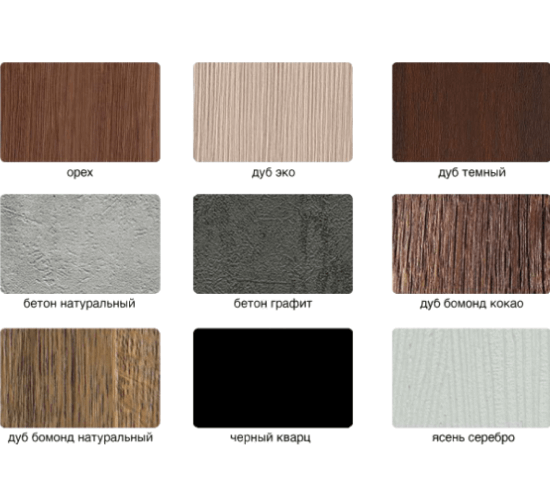 орех
дуб эко
дуб темный
бетон натуральный
бетон графит
дуб бомонд кокао
дуб бомонд натуральный
черный кварц
ясень серебро